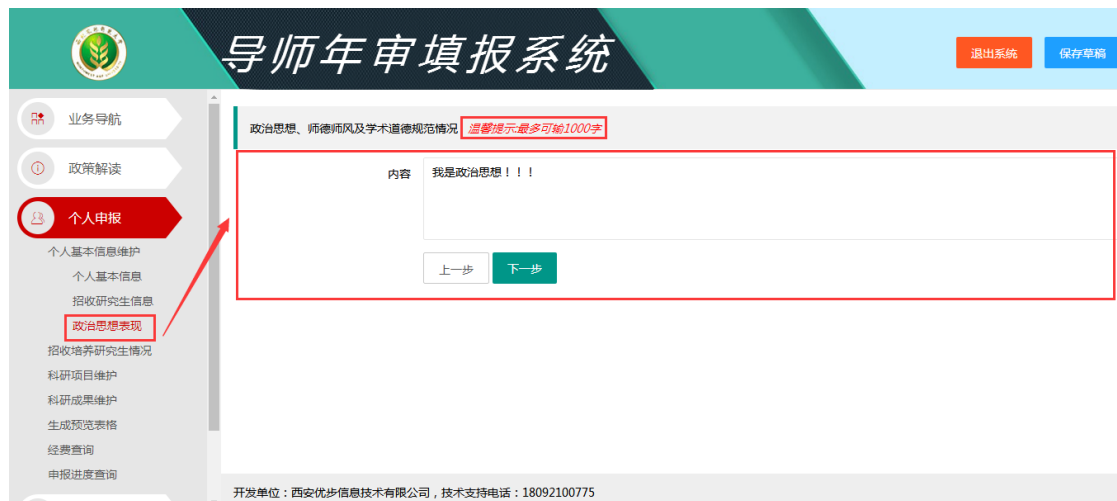 导师年审填报系统
退出系统
保存草稿
业务导航
政策解读
个人申报
个人基本信息维护
个人基本信息
招收研究生信息
政治思想表现
招收培养研究生情况
科研项目维护
科研成果维护
生成预览表格
经费查询
申报进度查询
政治思想、师德师风及学术道德规范情况 温馨提示:最多可输1000字
内容
我是政治思想！！！
上一步
下一步
开发单位：西安优步信息技术有限公司，技术支持电话：18092100775